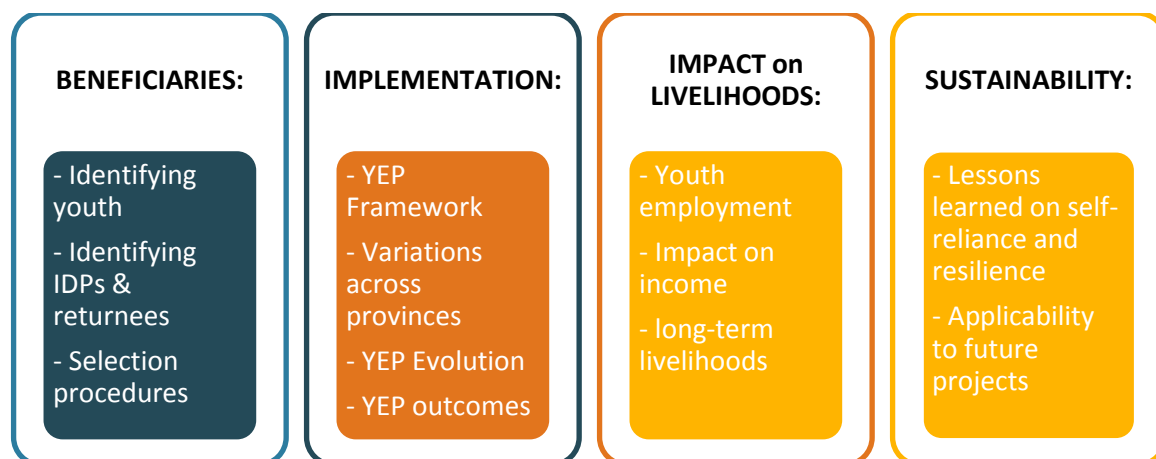 BENEFICIARIES:
- Identifying
youth
- Identifying
IDPs &
returnees
- Selection
procedures
IMPLEMENTATION:
- YEP
Framework
- Variations
across
provinces
- YEP Evolution
- YEP outcomes
IMPACT on
LIVELIHOODS:
- Youth
employment
- Impact on
income
- long-term
livelihoods
SUSTAINABILITY:
- Lessons
learned on self-
reliance and
resilience
- Applicability
to future
projects